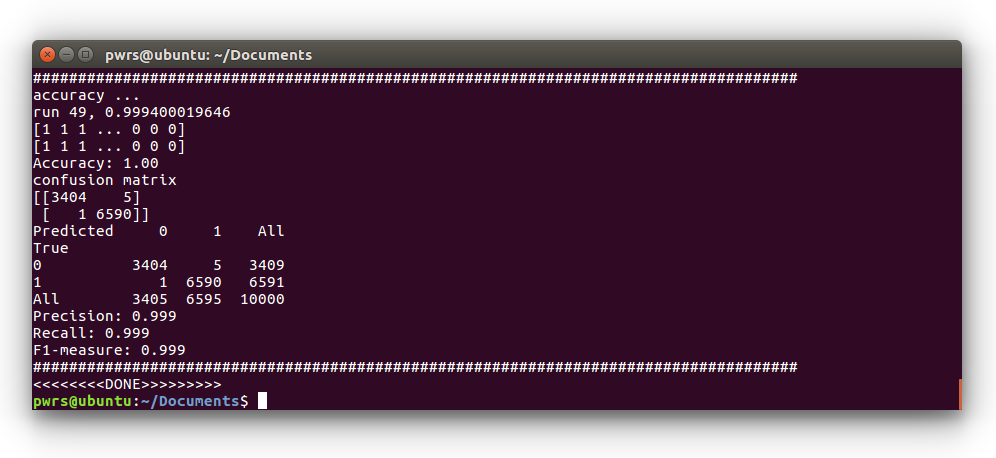 pwrs@ubuntu: ~/Documents
#####################################################################################
accuracy ...
run 49, 0.999400019646
[1 1 1 ... 0 0 0]
[1 1 1 ... 0 0 0]
Accuracy: 1.00
confusion matrix
[[3404    5]
 [   1 6590]]
Predicted     0     1    All
True
0          3404     5   3409
1             1  6590   6591
All        3405  6595  10000
Precision: 0.999
Recall: 0.999
F1-measure: 0.999
#####################################################################################
<<<<<<<<DONE>>>>>>>>>
pwrs@ubuntu:~/Documents$